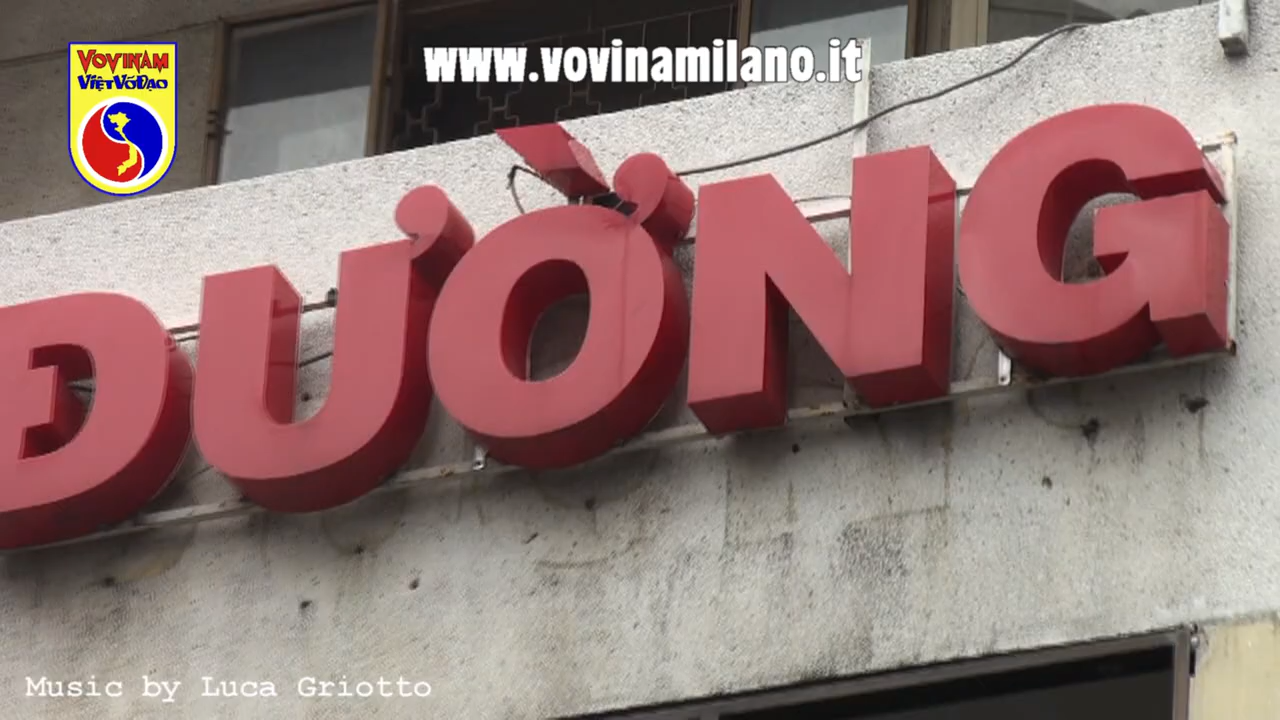 www.vovinamilano.it
VOVINAM
VIỆT VÕ ĐẠO
ĐƯỜNG
Music by Luca Griotto